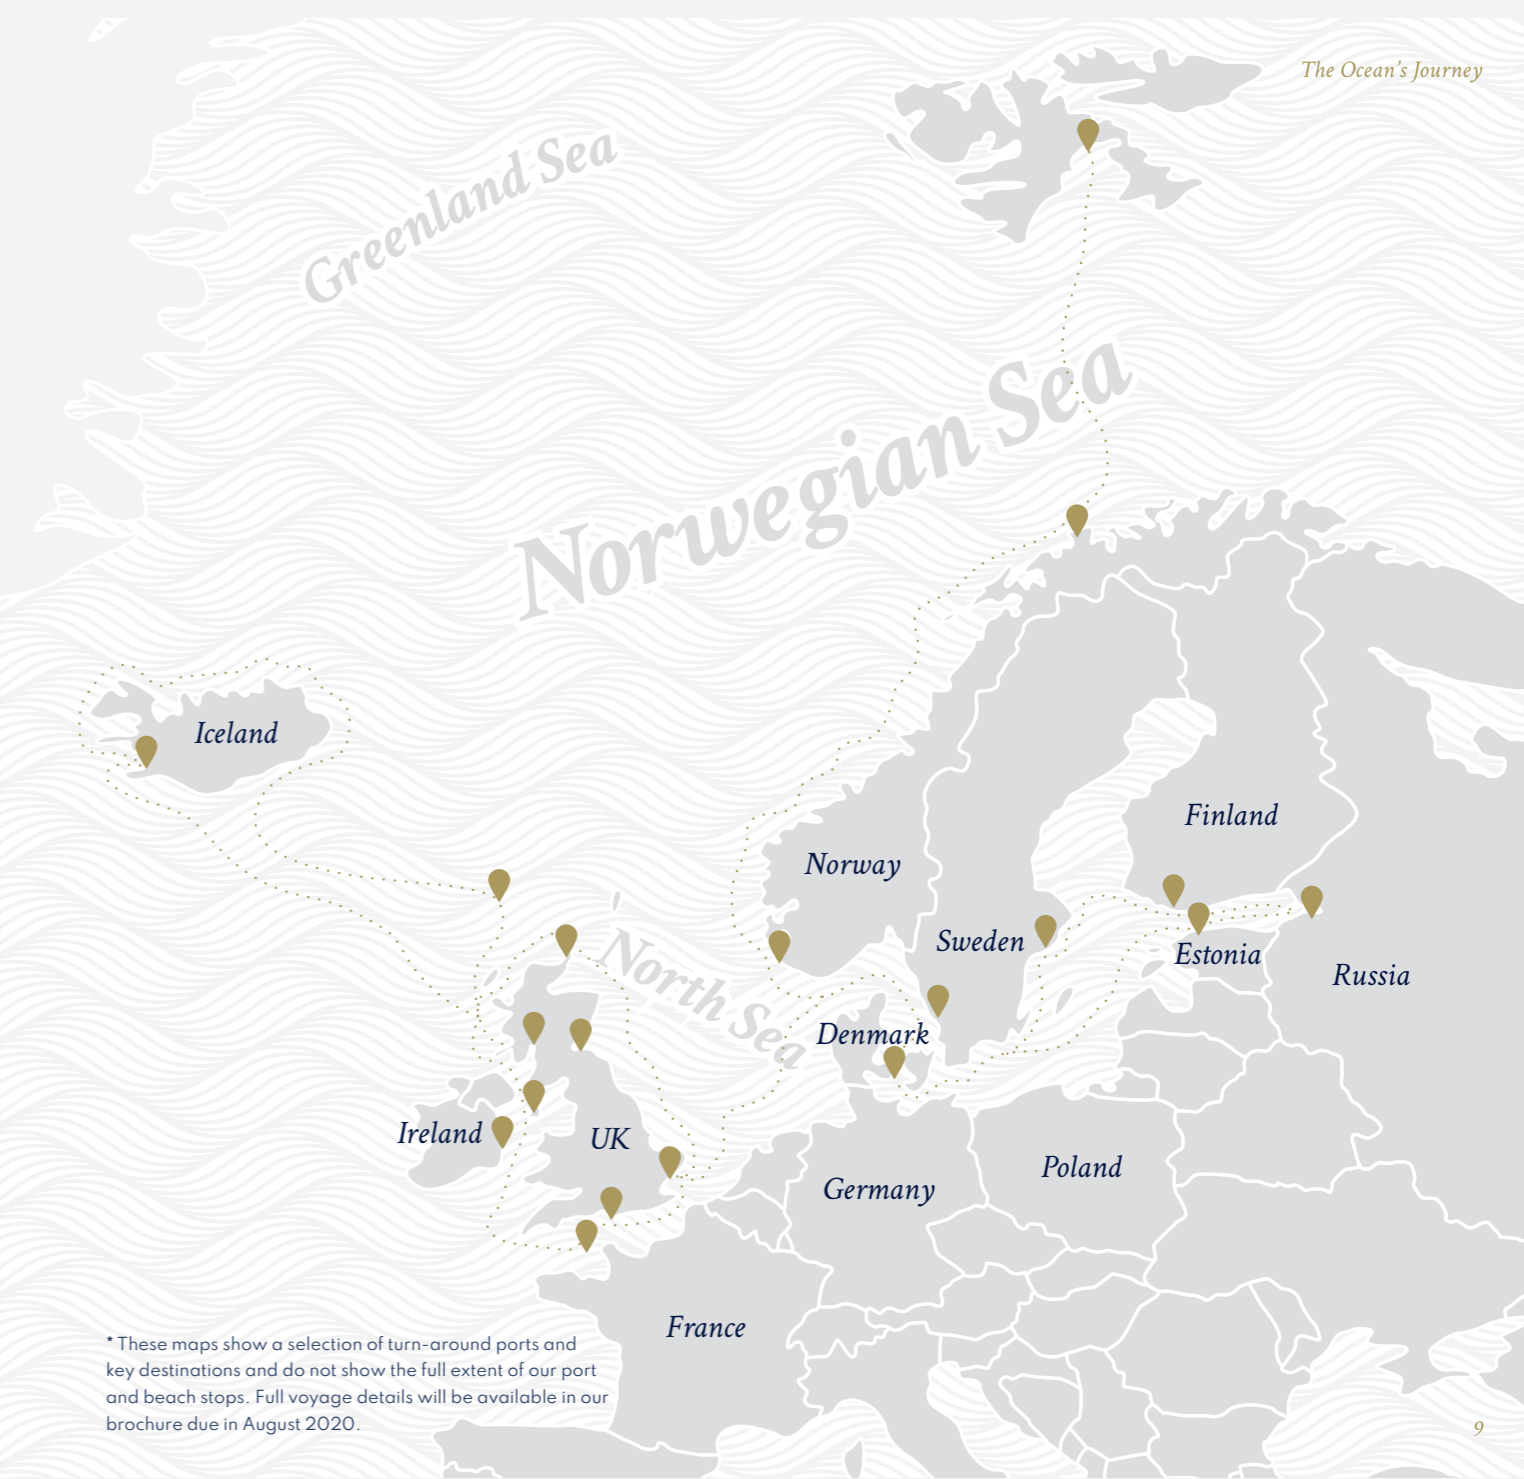 The Ocean's Journey
Greenland Sea
Norwegian Sea
Iceland
Finland
Norway
Sweden
Estonia
North Sea
Russia
Denmark
Ireland
UK
Poland
Germany
France
* These maps show a selection of turn-around ports and
key destinations and do not show the full extent of our port
and beach stops. Full voyage details will be available in our
brochure due in August 2020.
9